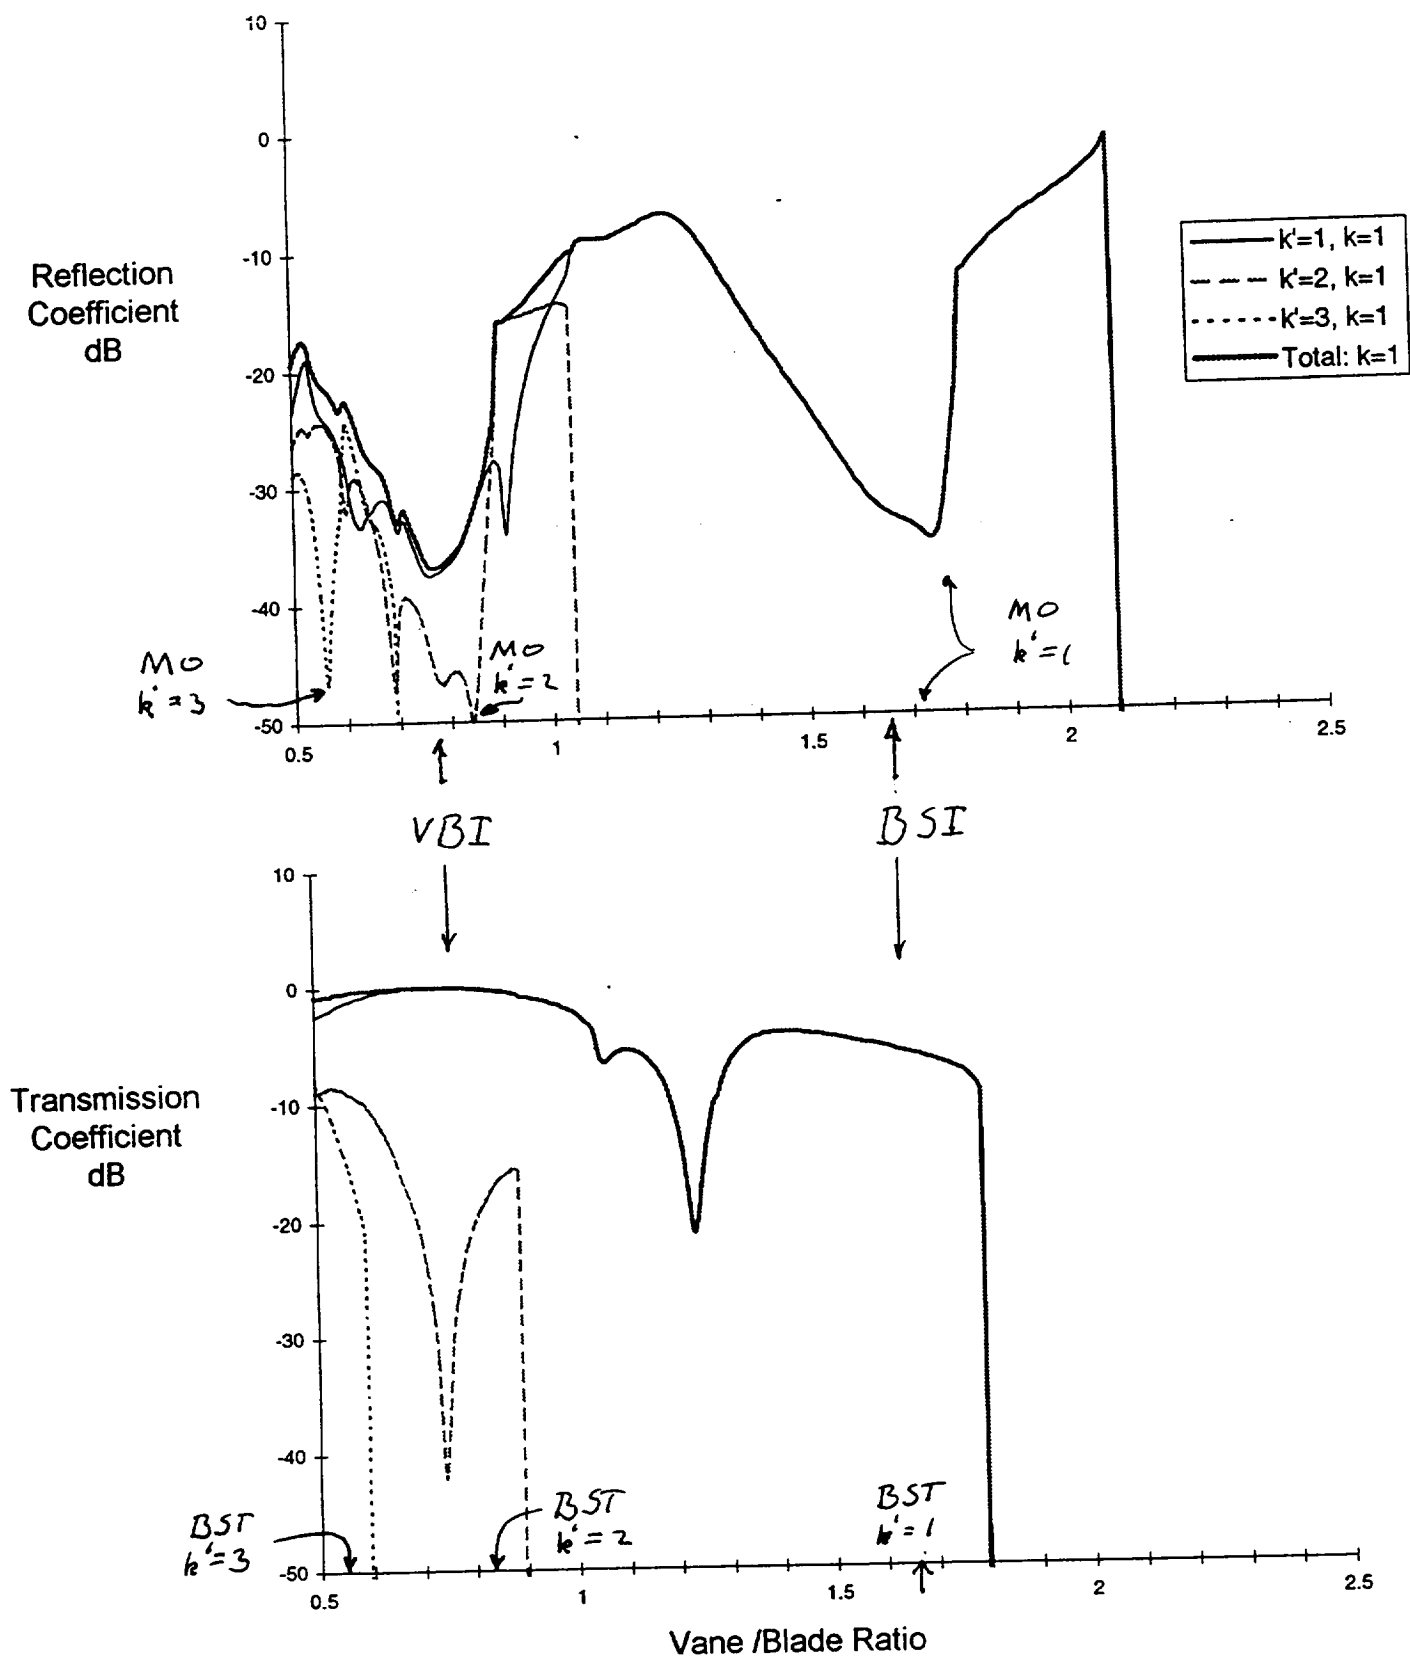 10
0
-10
-20
-30
-40
-50
Reflection
Coefficient
dB
k'=1, k=1
k'=2, k=1
k'=3, k=1
Total: k=1
MO
k'=3
MO
k'=2
MO
k'=1
0.5
1
1.5
2
2.5
VBI
BSI
10
0
-10
-20
-30
-40
-50
Transmission
Coefficient
dB
BST
k'=3
BST
k'=2
BST
k'=1
0.5
1
1.5
2
2.5
Vane /Blade Ratio